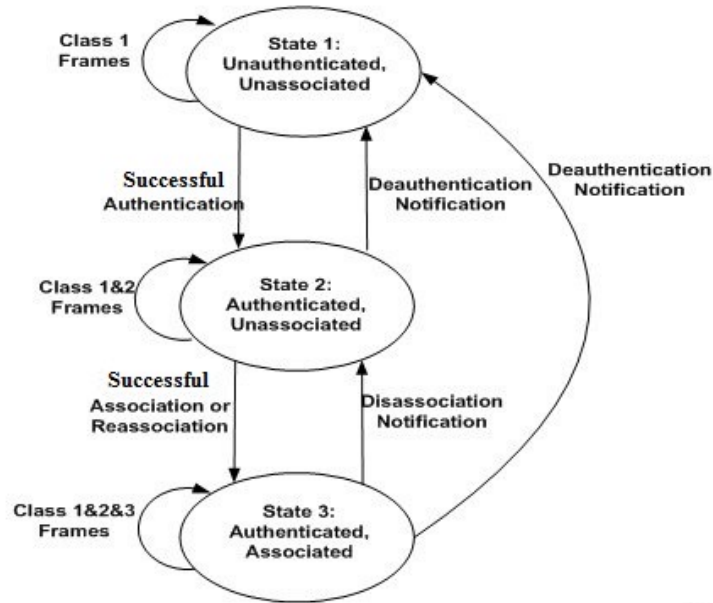 Class 1
Frames
State 1:
Unauthenticated,
Unassociated
Successful
Authentication
Deauthentication
Notification
Deauthentication
Notification
Class 1&2
Frames
State 2:
Authenticated,
Unassociated
Successful
Association or
Reassociation
Disassociation
Notification
Class 1&2&3
Frames
State 3:
Authenticated,
Associated